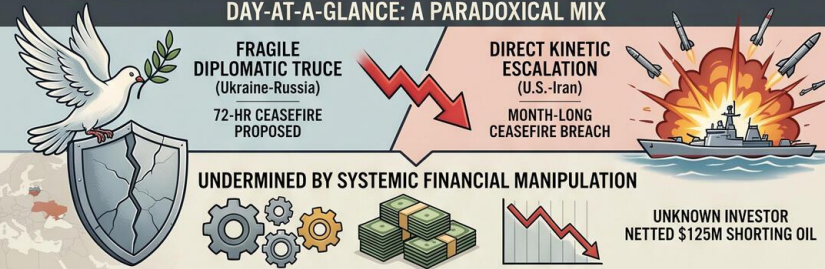 DAY-AT-A-GLANCE: A PARADOXICAL MIX
FRAGILE
DIPLOMATIC TRUCE
(Ukraine-Russia)
72-HR CEASEFIRE
PROPOSED
DIRECT KINETIC
ESCALATION
(U.S.-Iran)
MONTH-LONG
CEASEFIRE BREACH
UNDERMINED BY SYSTEMIC FINANCIAL MANIPULATION
UNKNOWN INVESTOR
NETTED $125M SHORTING OIL